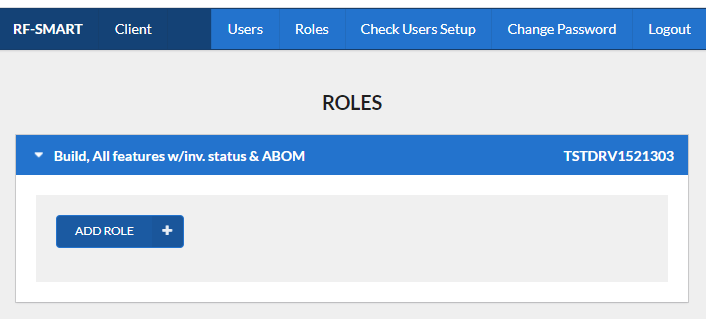 RF-SMART Client Users Roles Check Users Setup Change Password Logout
ROLES
Build, All features w/inv. status & ABOM TSTDRV1521303
ADD ROLE +